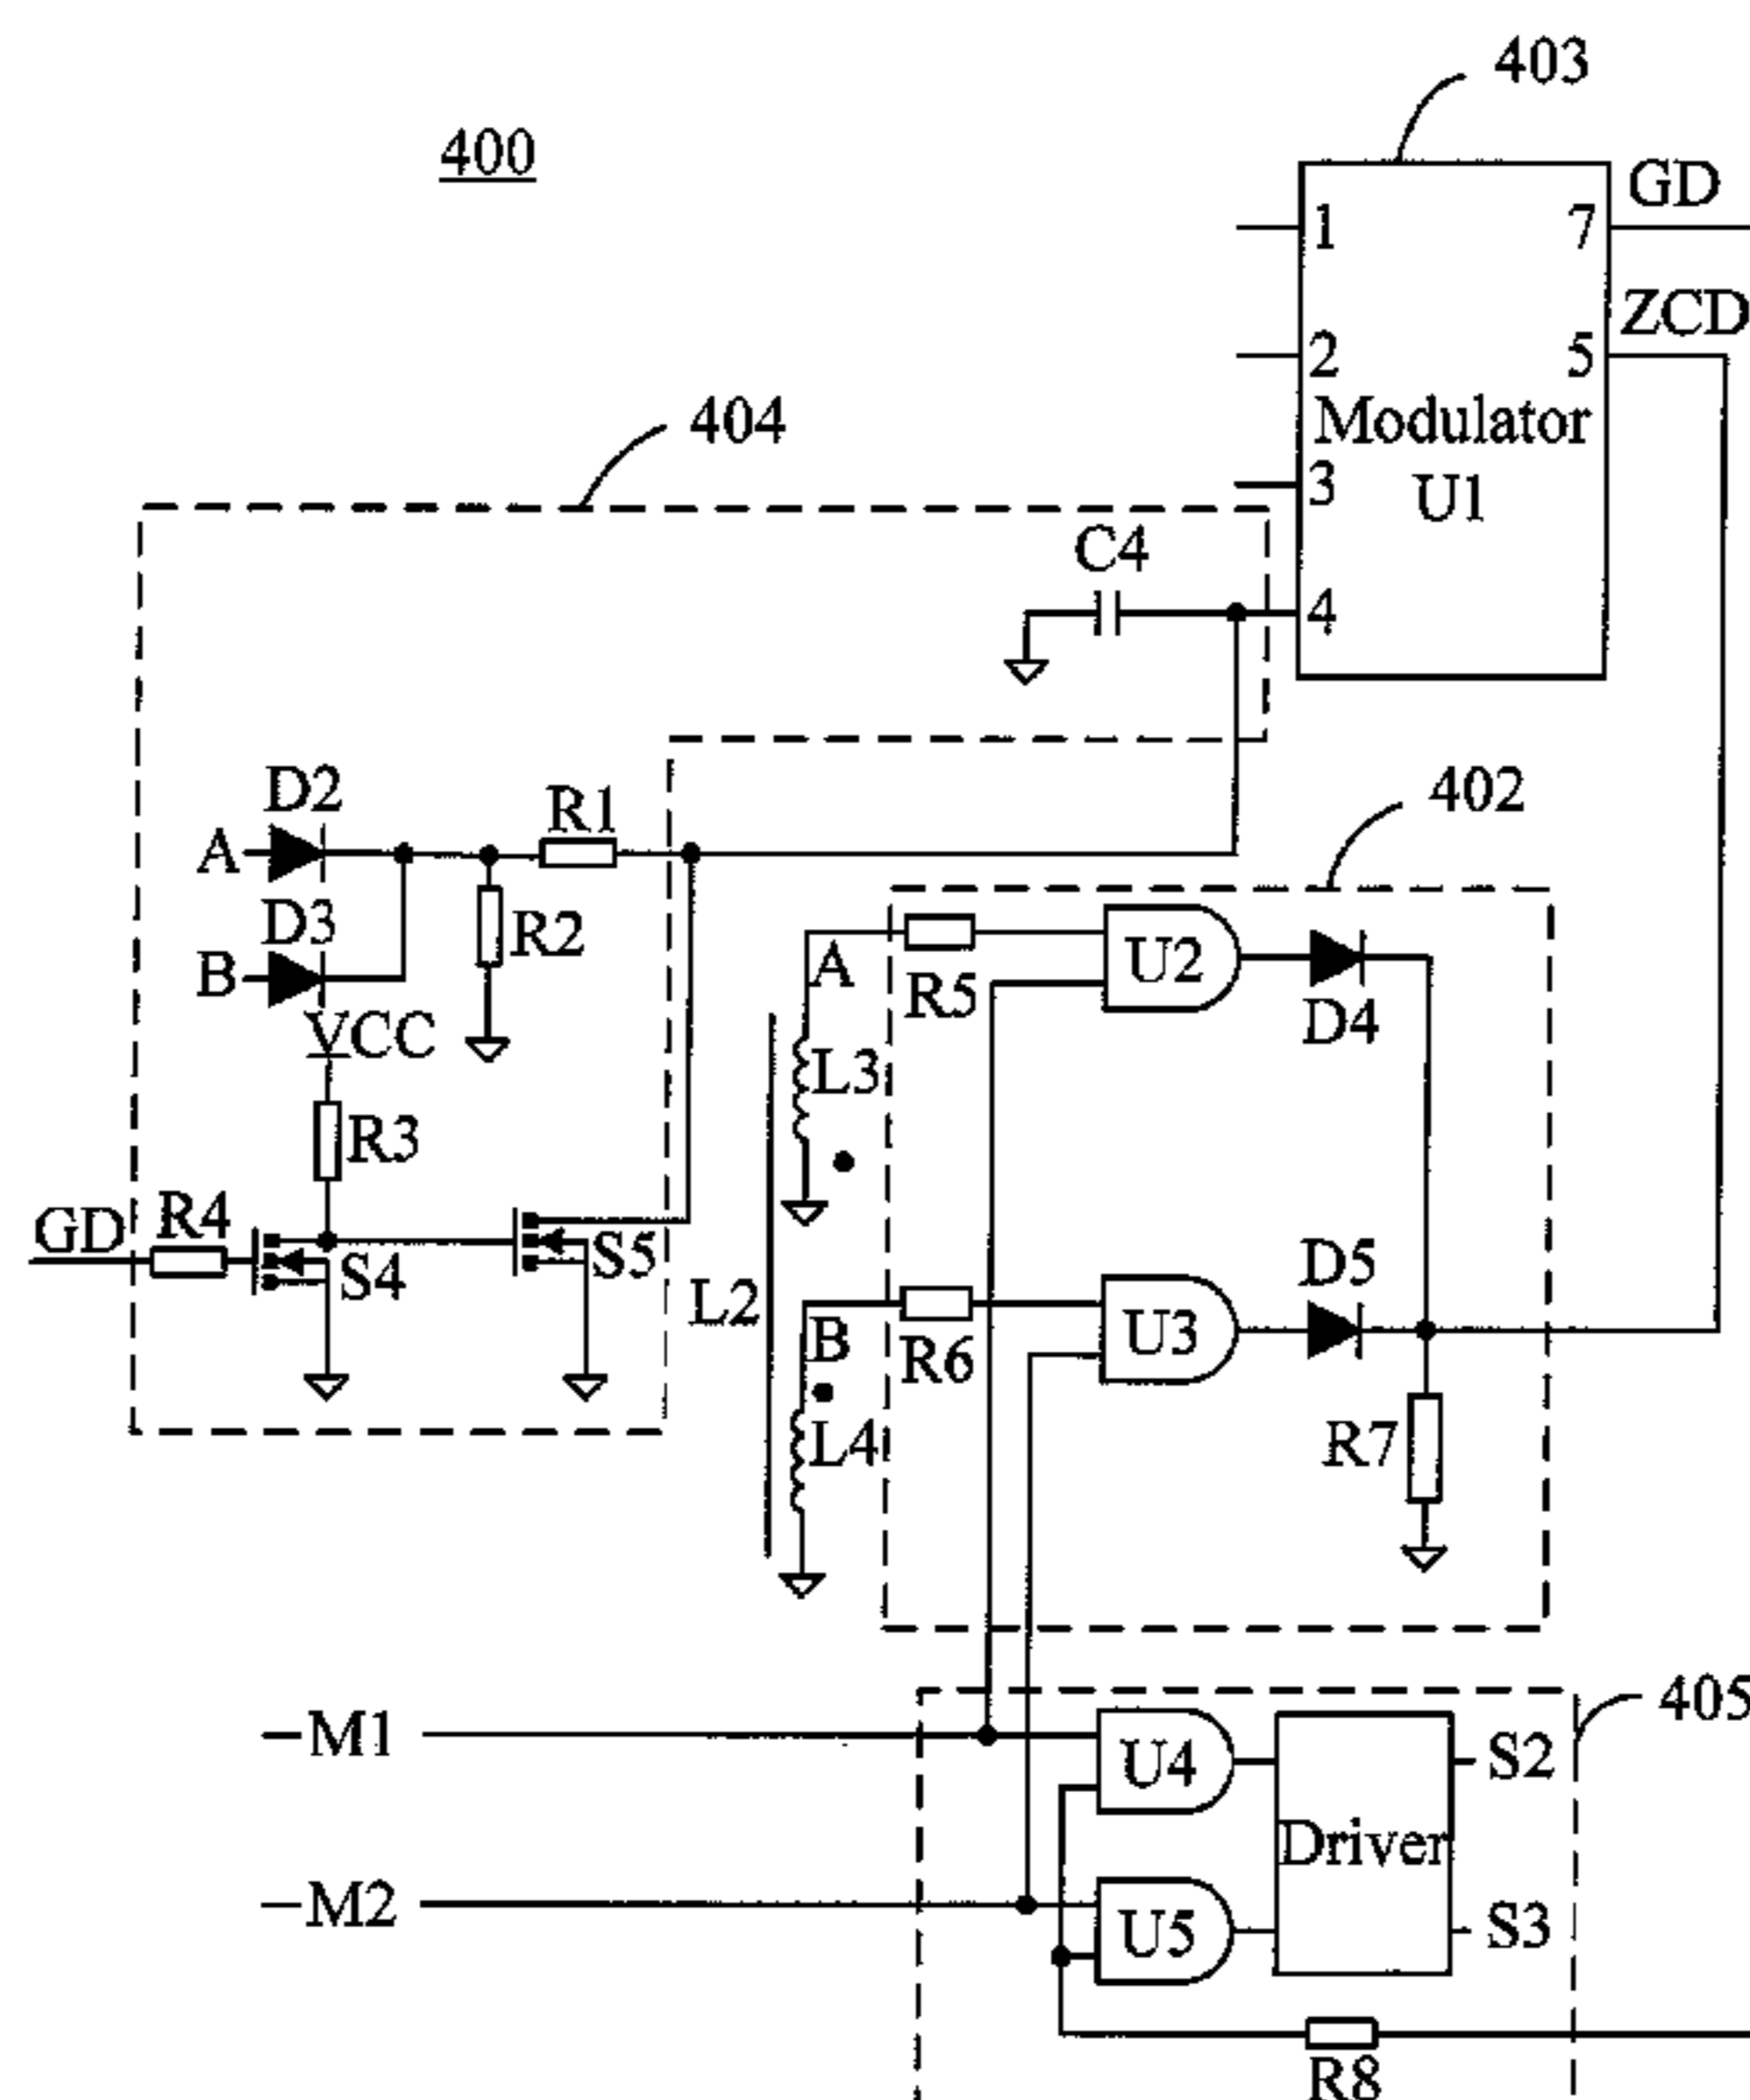 403
400
GD
1
7
ZCD
2
5
Modulator
U1
404
3
C4
4
402
D2
R1
A
D3
R2
B
VCC
A
R5
U2
D4
L3
R3
GD
R4
S4
S5
L2
B
R6
U3
D5
L4
R7
405
M1
U4
S2
Driver
M2
U5
S3
R8